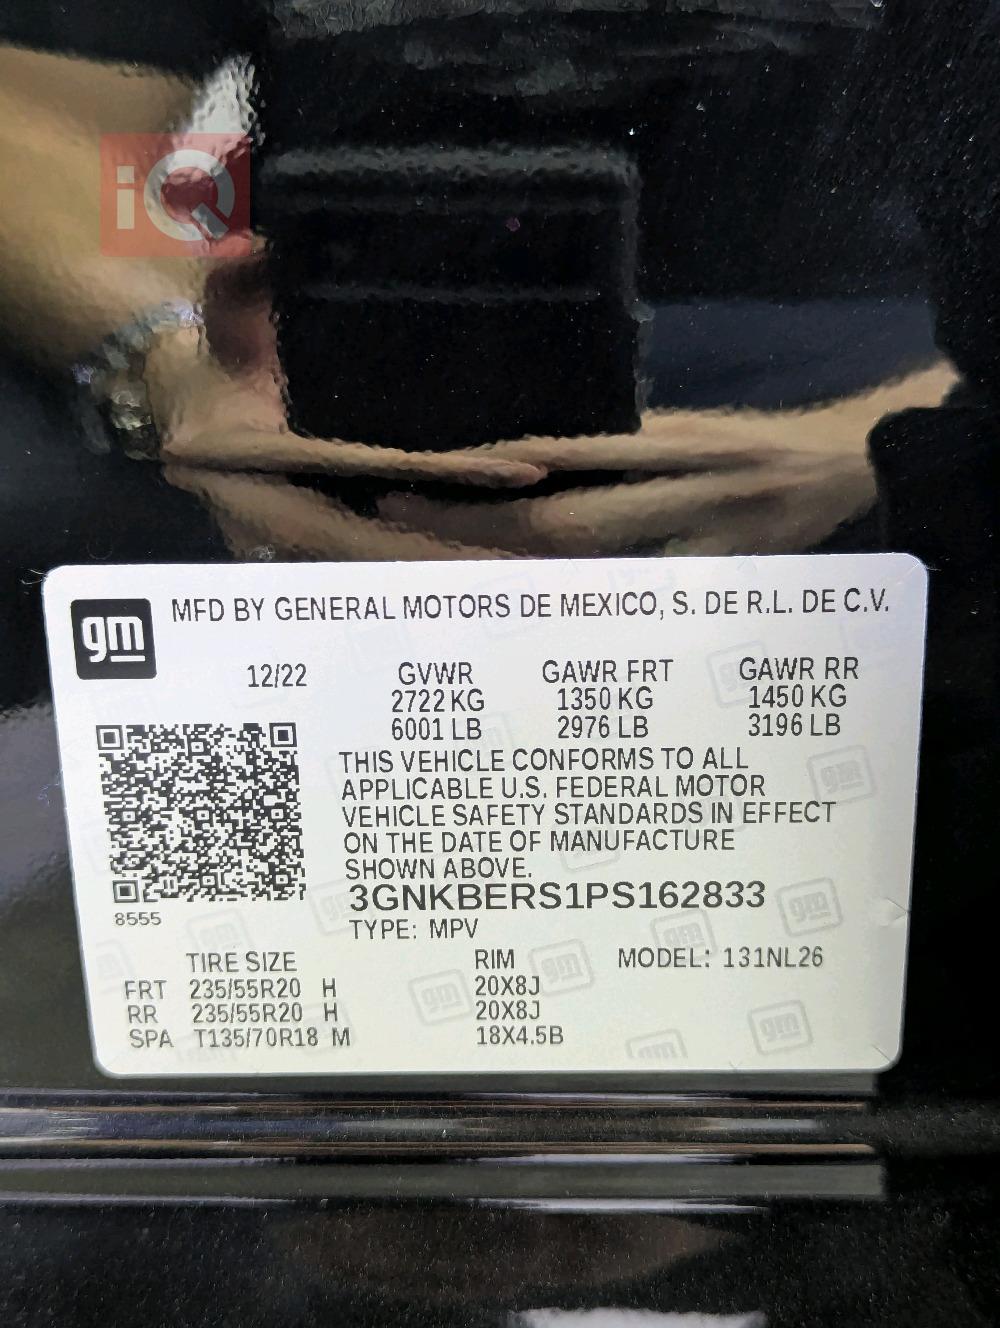 iQ
gm MFD BY GENERAL MOTORS DE MEXICO, S. DE R.L. DE C.V.
12/22 GVWR GAWR FRT GAWR RR
2722 KG 1350 KG 1450 KG
6001 LB 2976 LB 3196 LB
THIS VEHICLE CONFORMS TO ALL
APPLICABLE U.S. FEDERAL MOTOR
VEHICLE SAFETY STANDARDS IN EFFECT
ON THE DATE OF MANUFACTURE
SHOWN ABOVE.
3GNKBERS1PS162833
8555
TYPE: MPV
TIRE SIZE RIM MODEL: 131NL26
FRT 235/55R20 H 20X8J
RR 235/55R20 H 20X8J
SPA T135/70R18 M 18X4.5B